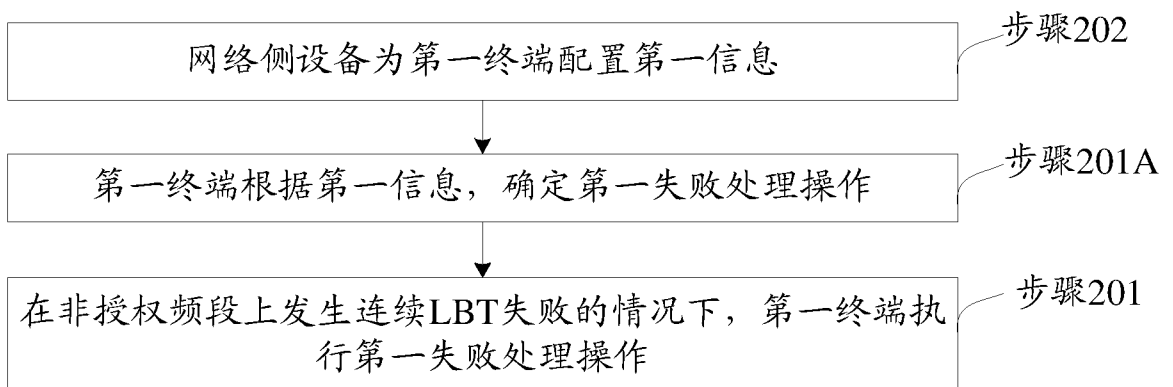 网络侧设备为第一终端配置第一信息
步骤202
第一终端根据第一信息，确定第一失败处理操作
步骤201A
在非授权频段上发生连续LBT失败的情况下，第一终端执
行第一失败处理操作
步骤201